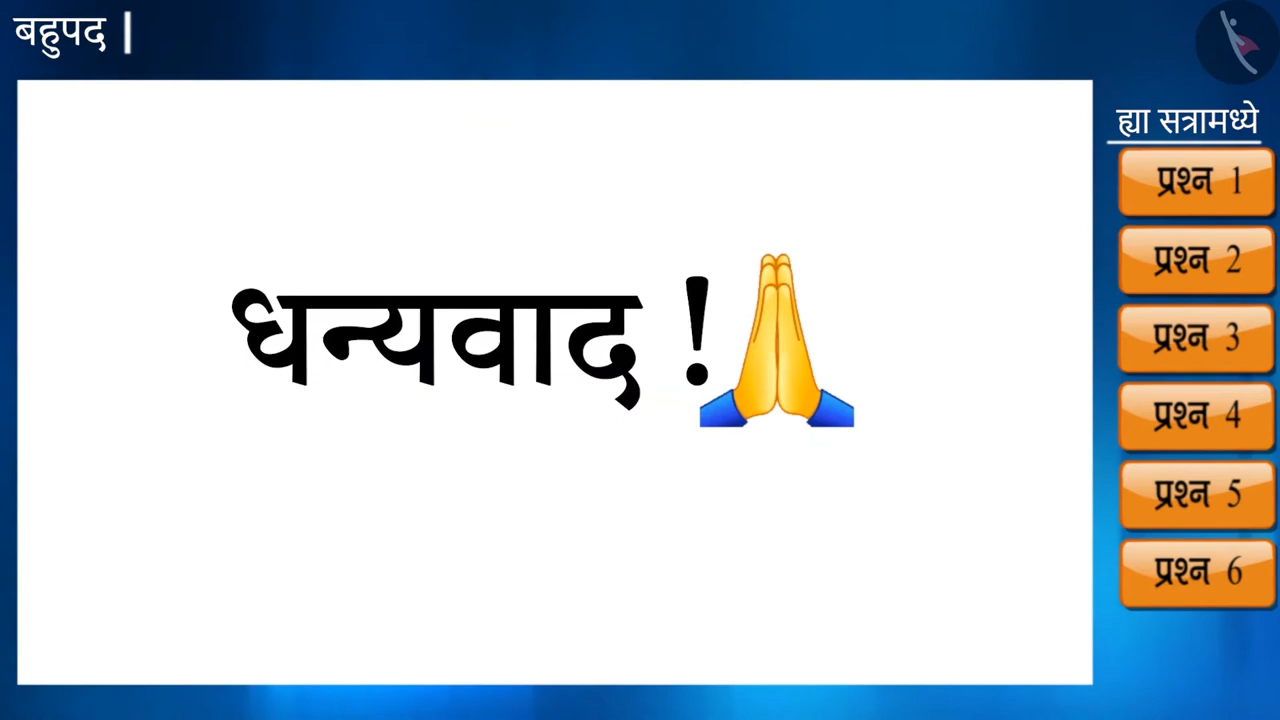 बहुपद |
धन्यवाद !🙏
ह्या सत्रामध्ये
प्रश्न 1
प्रश्न 2
प्रश्न 3
प्रश्न 4
प्रश्न 5
प्रश्न 6